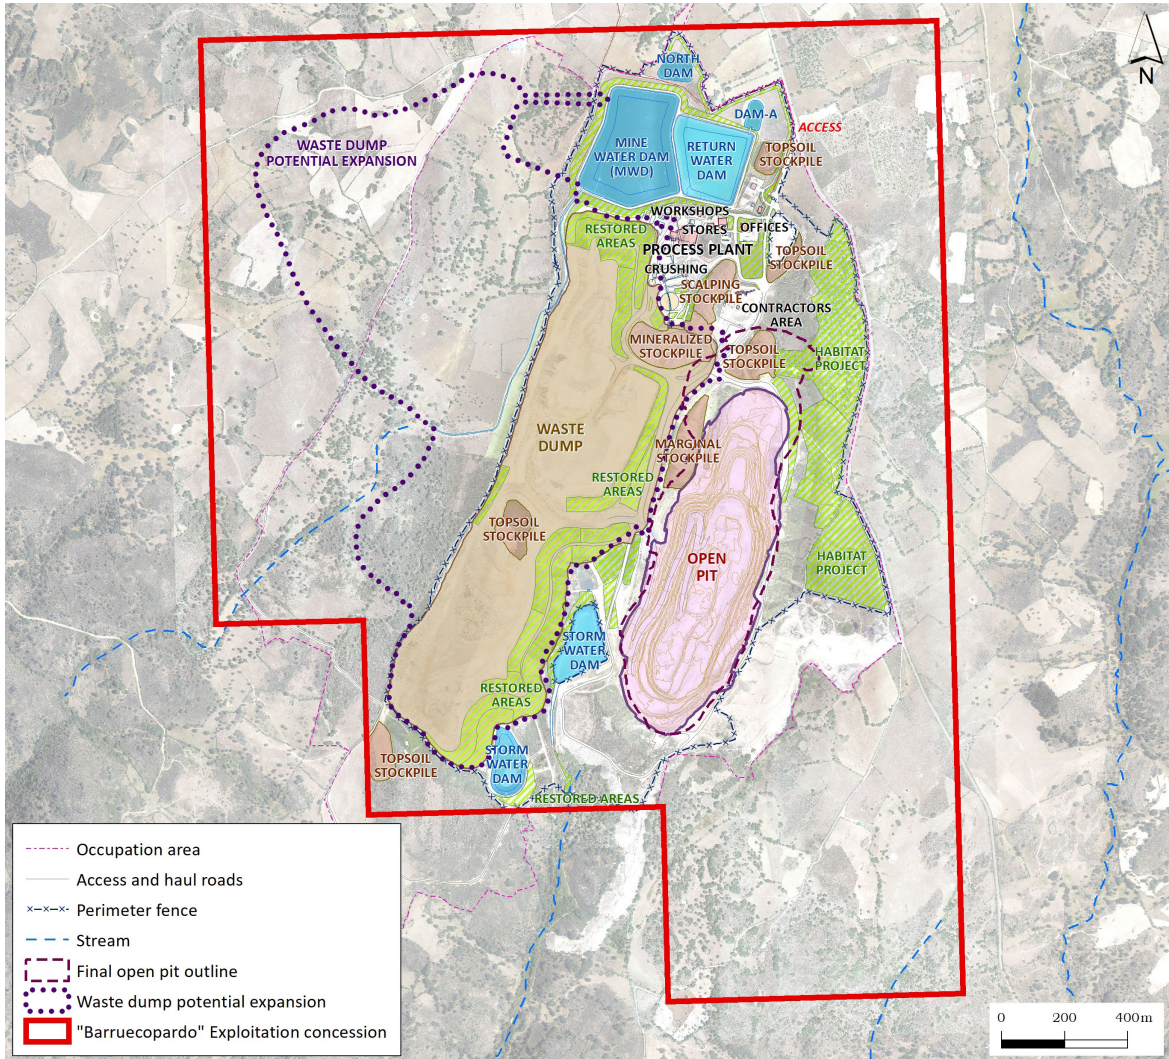 NORTH
DAM
N
DAM-A
ACCESS
WASTE DUMP
POTENTIAL EXPANSION
MINE
WATER DAM
(MWD)
RETURN
WATER
DAM
TOPSOIL
STOCKPILE
WORKSHOPS
RESTORED
AREAS
STORES
OFFICES
PROCESS PLANT
TOPSOIL
STOCKPILE
CRUSHING
SCALPING
STOCKPILE
CONTRACTORS
AREA
MINERALIZED
STOCKPILE
TOPSOIL
STOCKPILE
HABITAT
PROJECT
WASTE
DUMP
MARGINAL
STOCKPILE
RESTORED
AREAS
TOPSOIL
STOCKPILE
OPEN
PIT
HABITAT
PROJECT
STORM
WATER
DAM
RESTORED
AREAS
TOPSOIL
STOCKPILE
STORM
WATER
DAM
RESTORED AREAS
Occupation area
Access and haul roads
Perimeter fence
Stream
Final open pit outline
Waste dump potential expansion
"Barruecopardo" Exploitation concession
0 200 400m